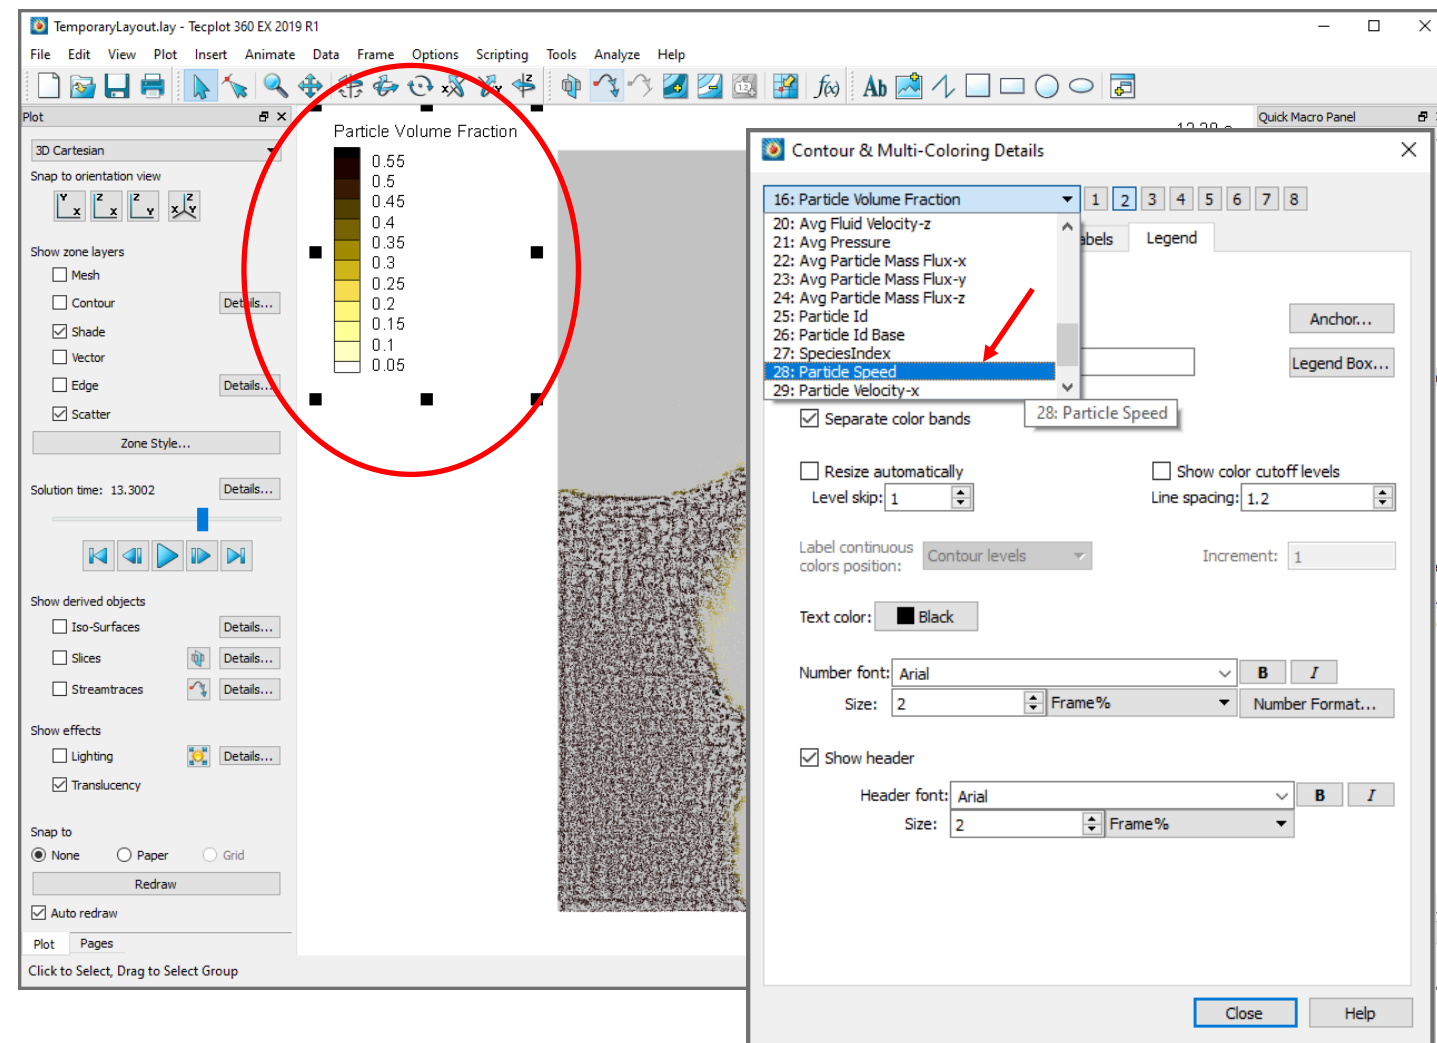 TemporaryLayout.lay - Tecplot 360 EX 2019 R1
File Edit View Plot Insert Animate Data Frame Options Scripting Tools Analyze Help
Plot
3D Cartesian
Snap to orientation view
Show zone layers
Mesh
Contour Details...
Shade
Vector
Edge Details...
Scatter
Zone Style...
Solution time: 13.3002 Details...
Show derived objects
Iso-Surfaces Details...
Slices Details...
Streamtraces Details...
Show effects
Lighting Details...
Translucency
Snap to
None Paper Grid
Redraw
Auto redraw
Plot Pages
Click to Select, Drag to Select Group
Particle Volume Fraction
0.55
0.5
0.45
0.4
0.35
0.3
0.25
0.2
0.15
0.1
0.05
Quick Macro Panel
Contour & Multi-Coloring Details
16: Particle Volume Fraction 1 2 3 4 5 6 7 8
20: Avg Fluid Velocity-z
21: Avg Pressure
22: Avg Particle Mass Flux-x
23: Avg Particle Mass Flux-y
24: Avg Particle Mass Flux-z
25: Particle Id
26: Particle Id Base
27: SpeciesIndex
28: Particle Speed
29: Particle Velocity-x
28: Particle Speed
Legend
Anchor...
Legend Box...
Separate color bands
Resize automatically Show color cutoff levels
Level skip: 1 Line spacing: 1.2
Label continuous
colors position: Contour levels Increment: 1
Text color: Black
Number font: Arial B I
Size: 2 Frame% Number Format...
Show header
Header font: Arial B I
Size: 2 Frame%
Close Help